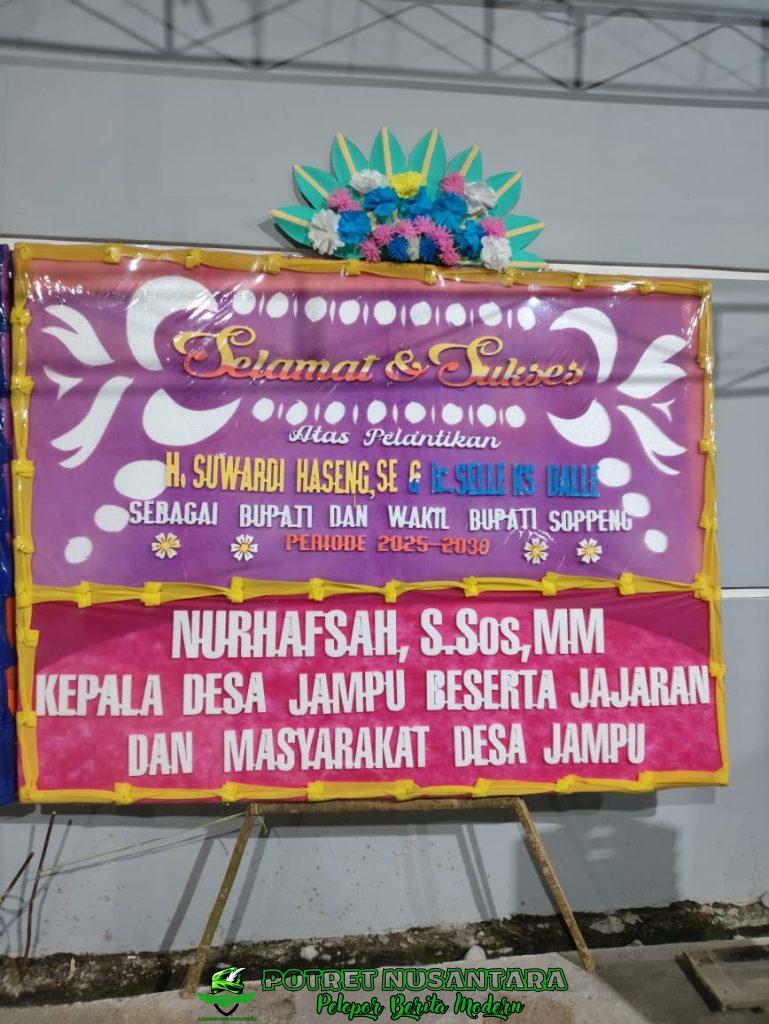 Selamat & Sukses
Atas Pelantikan
H. SUWARDI HASENG, SE & Ir. SELLE KS DALLE
SEBAGAI BUPATI DAN WAKIL BUPATI SOPPENG
PERIODE 2025-2030
NURHAFSAH, S.Sos, MM
KEPALA DESA JAMPU BESERTA JAJARAN
DAN MASYARAKAT DESA JAMPU
POTRET NUSANTARA
Pelopor Berita Modern